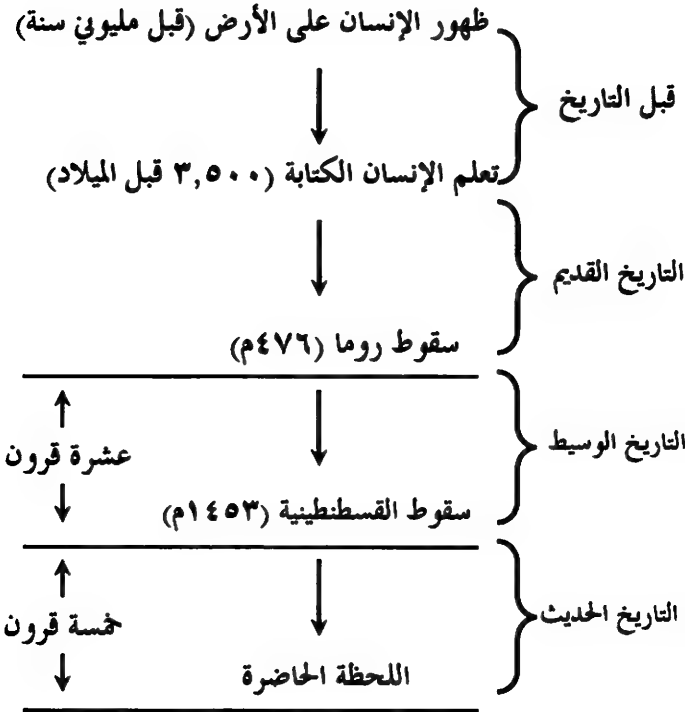 ظهور الإنسان على الأرض (قبل مليوني سنة)
قبل التاريخ
تعلم الإنسان الكتابة (٣,٥٠٠ قبل الميلاد)
التاريخ القديم
سقوط روما (٤٧٦م)
التاريخ الوسيط
عشرة قرون
سقوط القسطنطينية (١٤٥٣م)
التاريخ الحديث
خمسة قرون
اللحظة الحاضرة